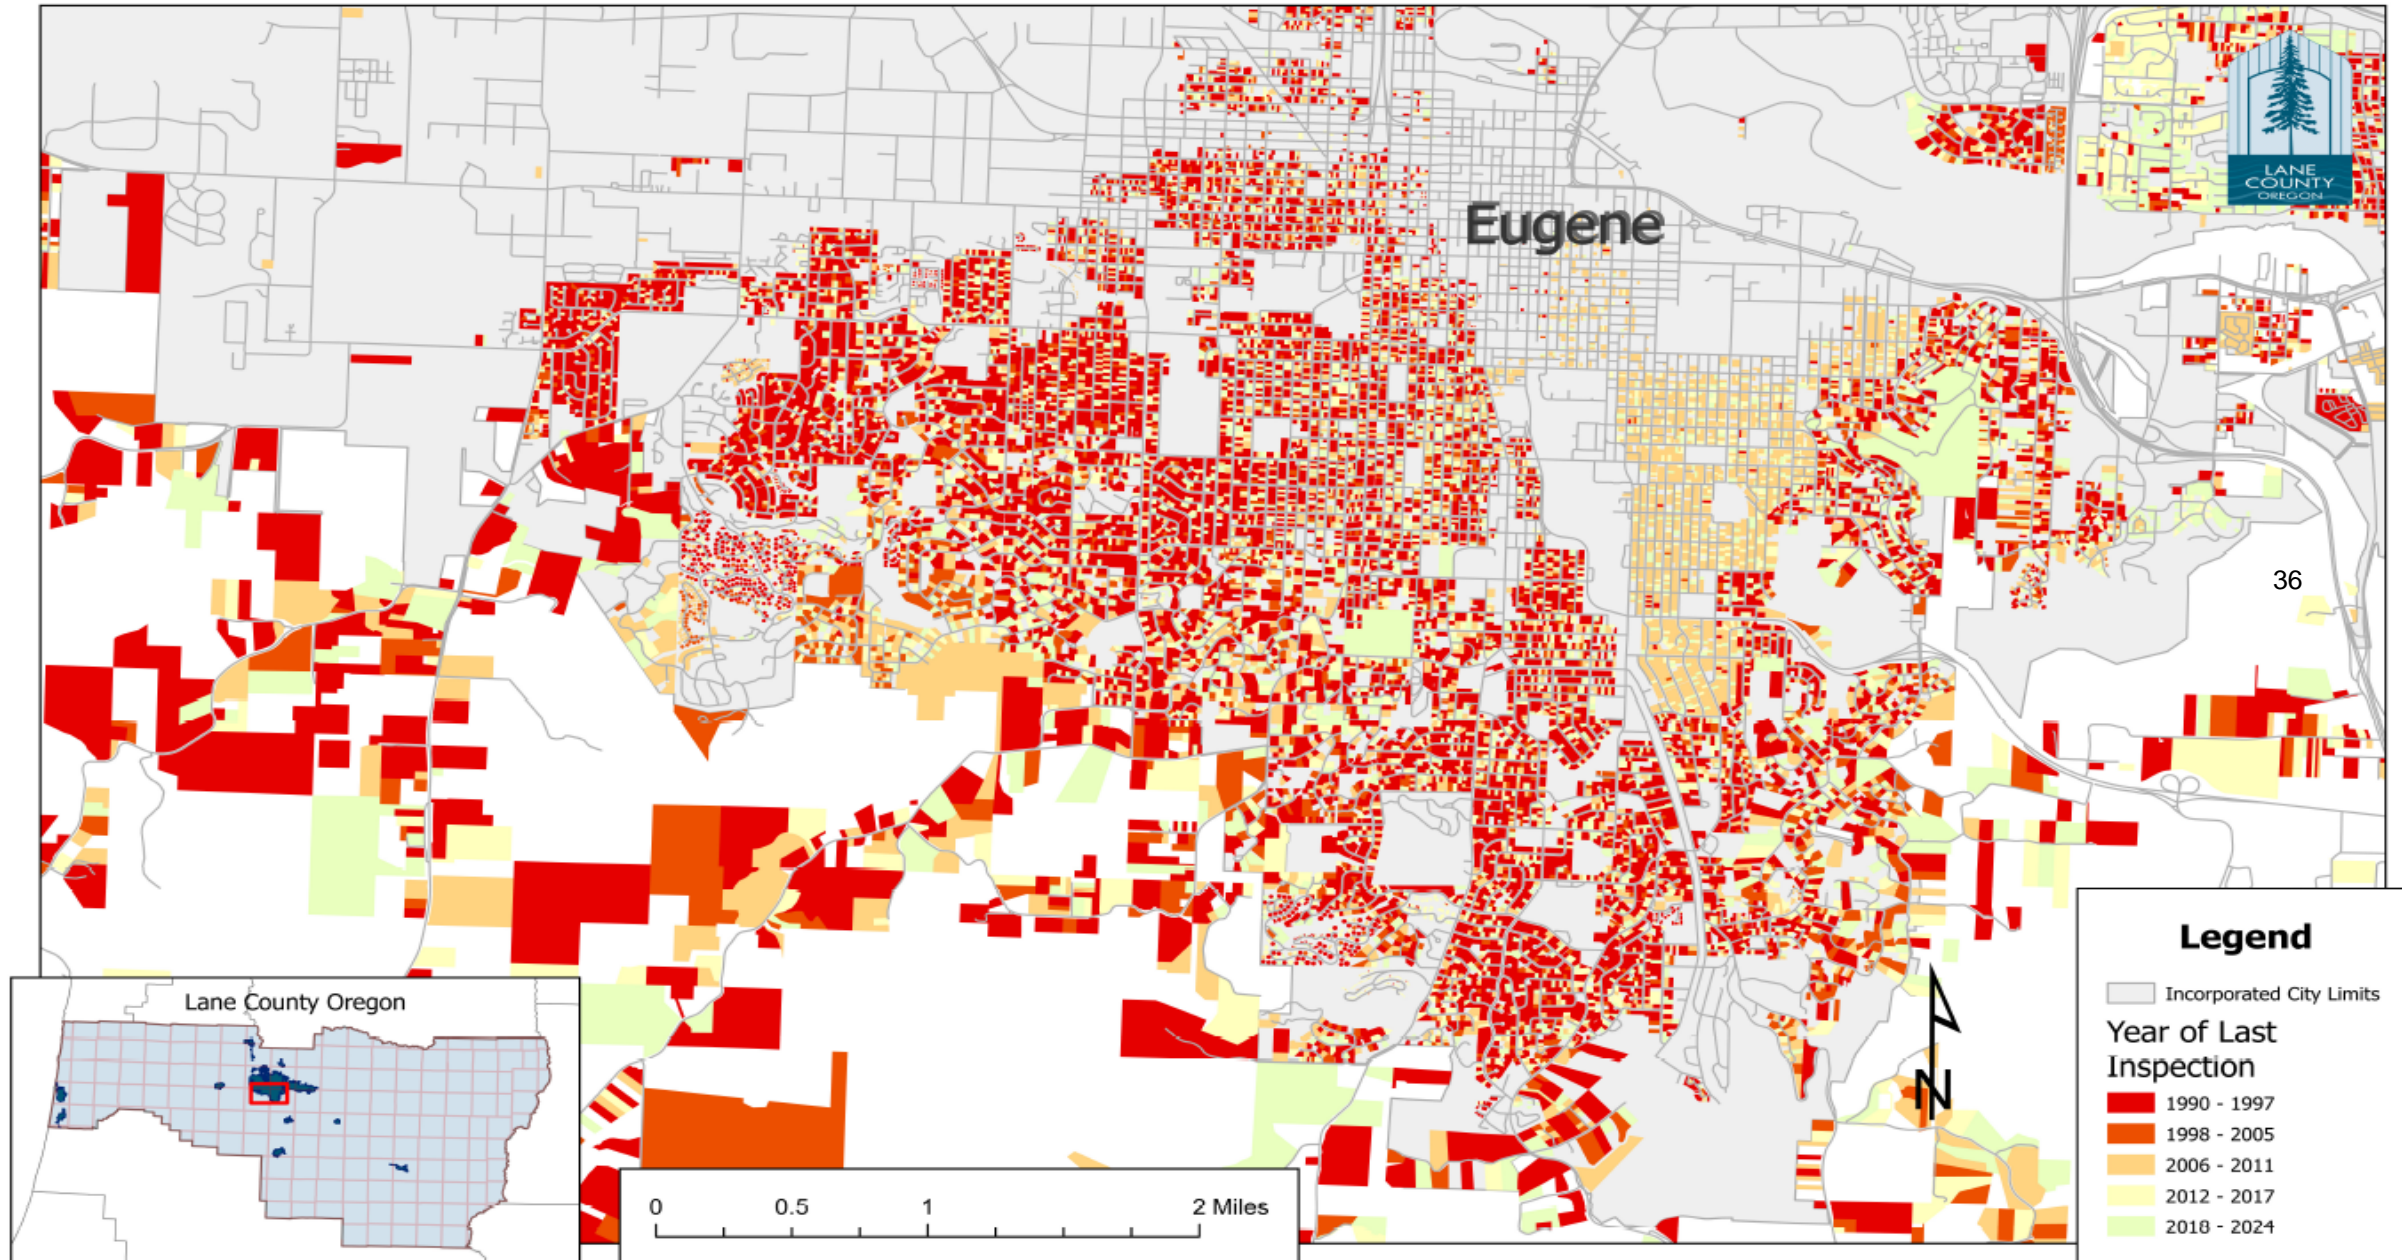 LANE
COUNTY
OREGON
Eugene
36
Lane County Oregon
0 0.5 1 2 Miles
N
Legend
Incorporated City Limits
Year of Last
Inspection
1990 - 1997
1998 - 2005
2006 - 2011
2012 - 2017
2018 - 2024